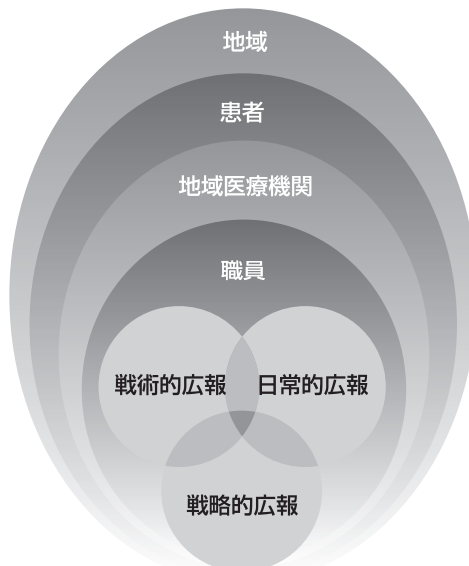 地域
患者
地域医療機関
職員
戦術的広報
日常的広報
戦略的広報